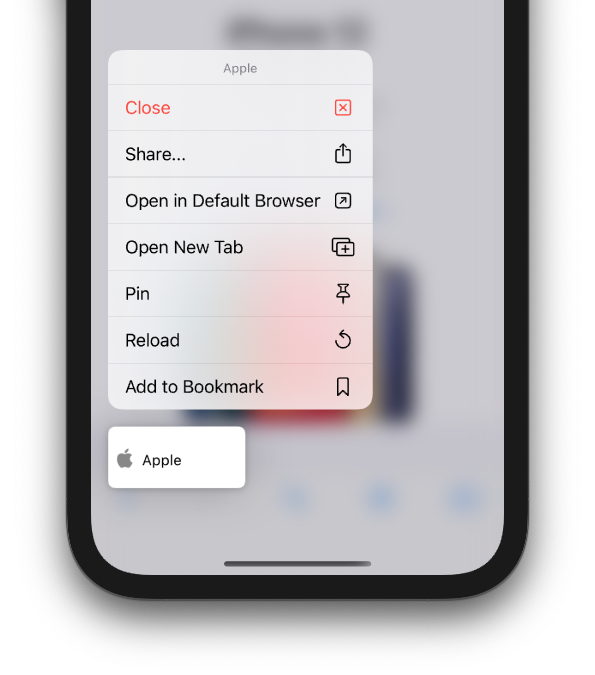 Apple
Close
Share...
Open in Default Browser
Open New Tab
Pin
Reload
Add to Bookmark
Apple